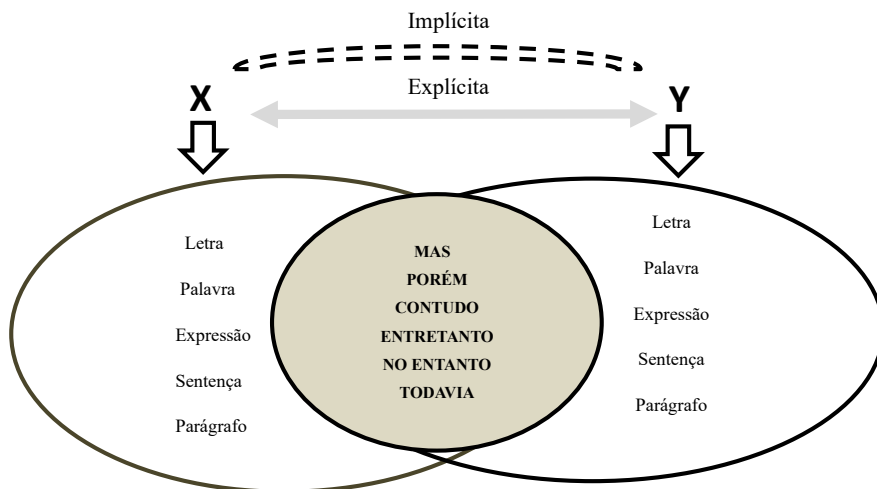 Implícita
Explícita
X
Y
Letra
Palavra
Expressão
Sentença
Parágrafo
MAS
PORÉM
CONTUDO
ENTRETANTO
NO ENTANTO
TODAVIA
Letra
Palavra
Expressão
Sentença
Parágrafo